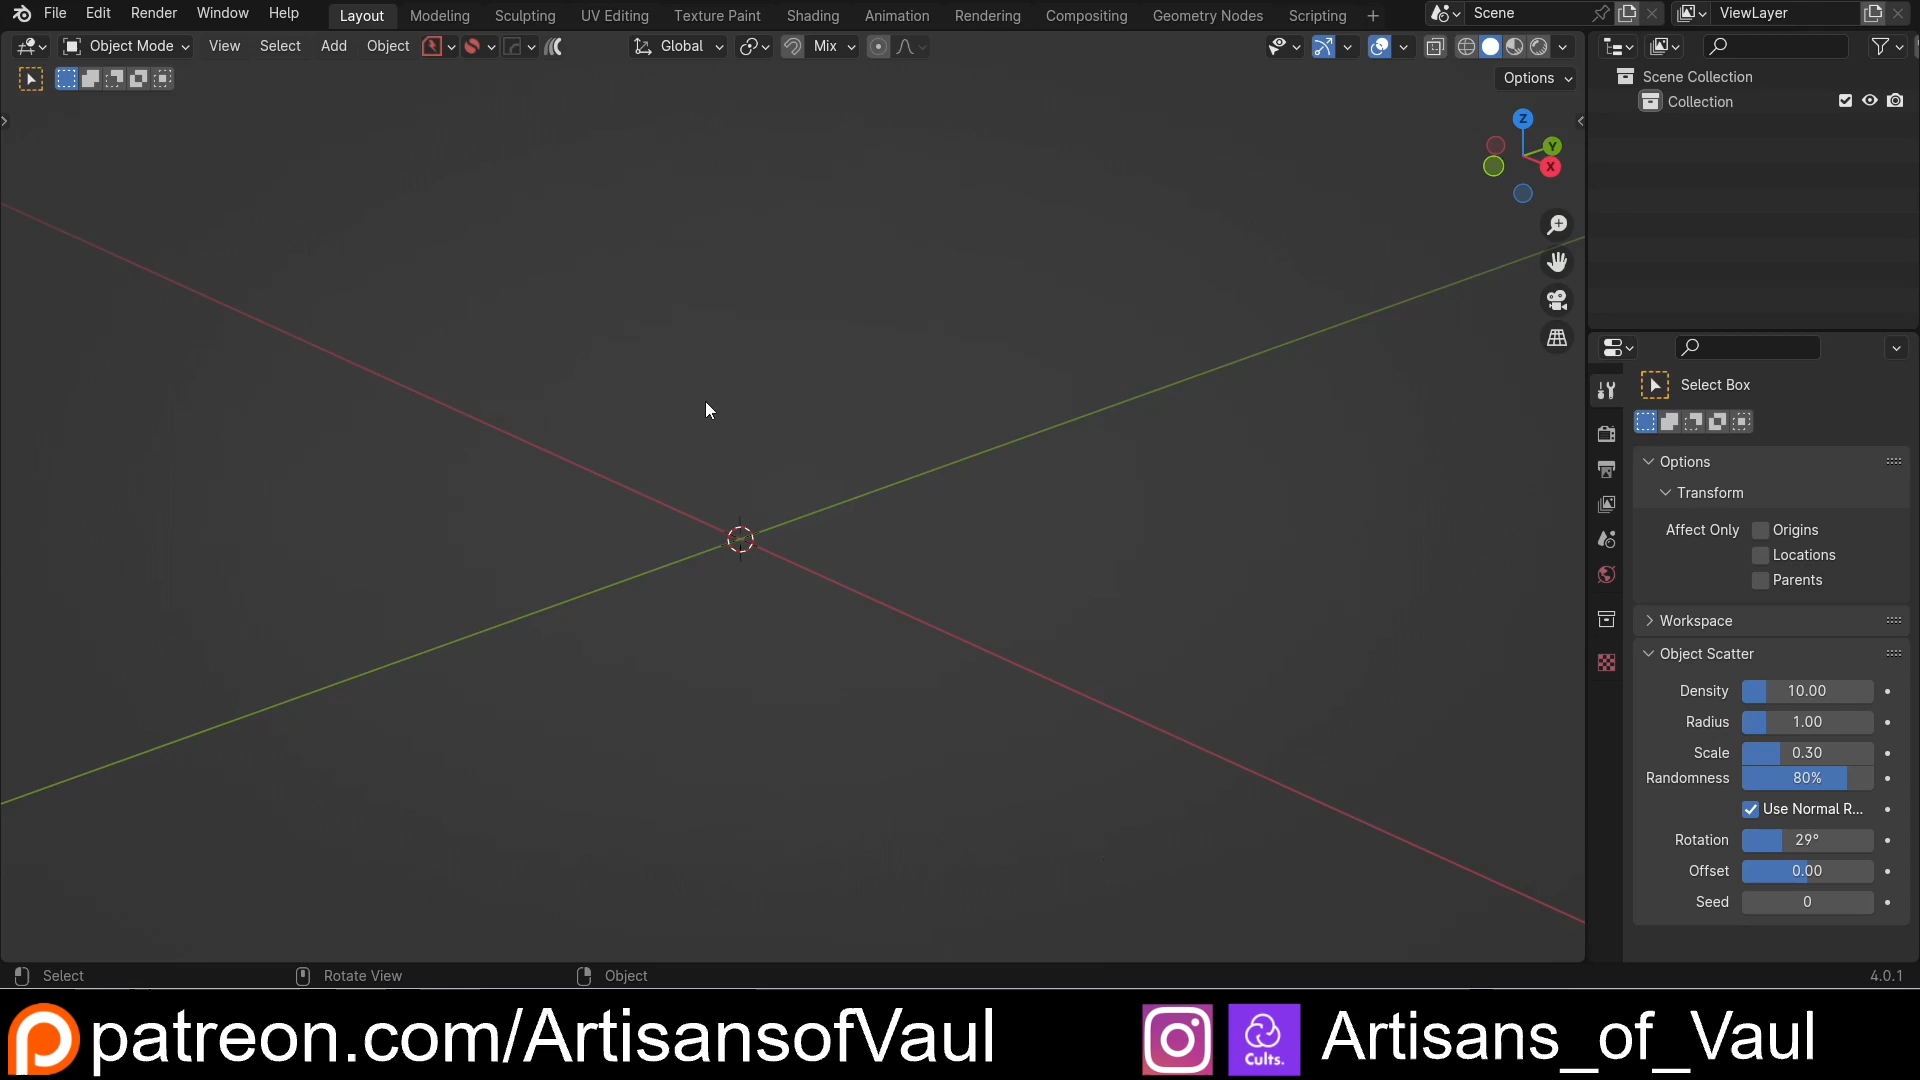 File Edit Render Window Help Layout Modeling Sculpting UV Editing Texture Paint Shading Animation Rendering Compositing Geometry Nodes Scripting + Scene ViewLayer
Object Mode View Select Add Object Global Mix
Options
Scene Collection
Collection
Z
Y
X
Select Box
Options
Transform
Affect Only Origins
Locations
Parents
Workspace
Object Scatter
Density 10.00
Radius 1.00
Scale 0.30
Randomness 80%
Use Normal R...
Rotation 29°
Offset 0.00
Seed 0
Select Rotate View Object 4.0.1
patreon.com/ArtisansofVaul Cults. Artisans_of_Vaul